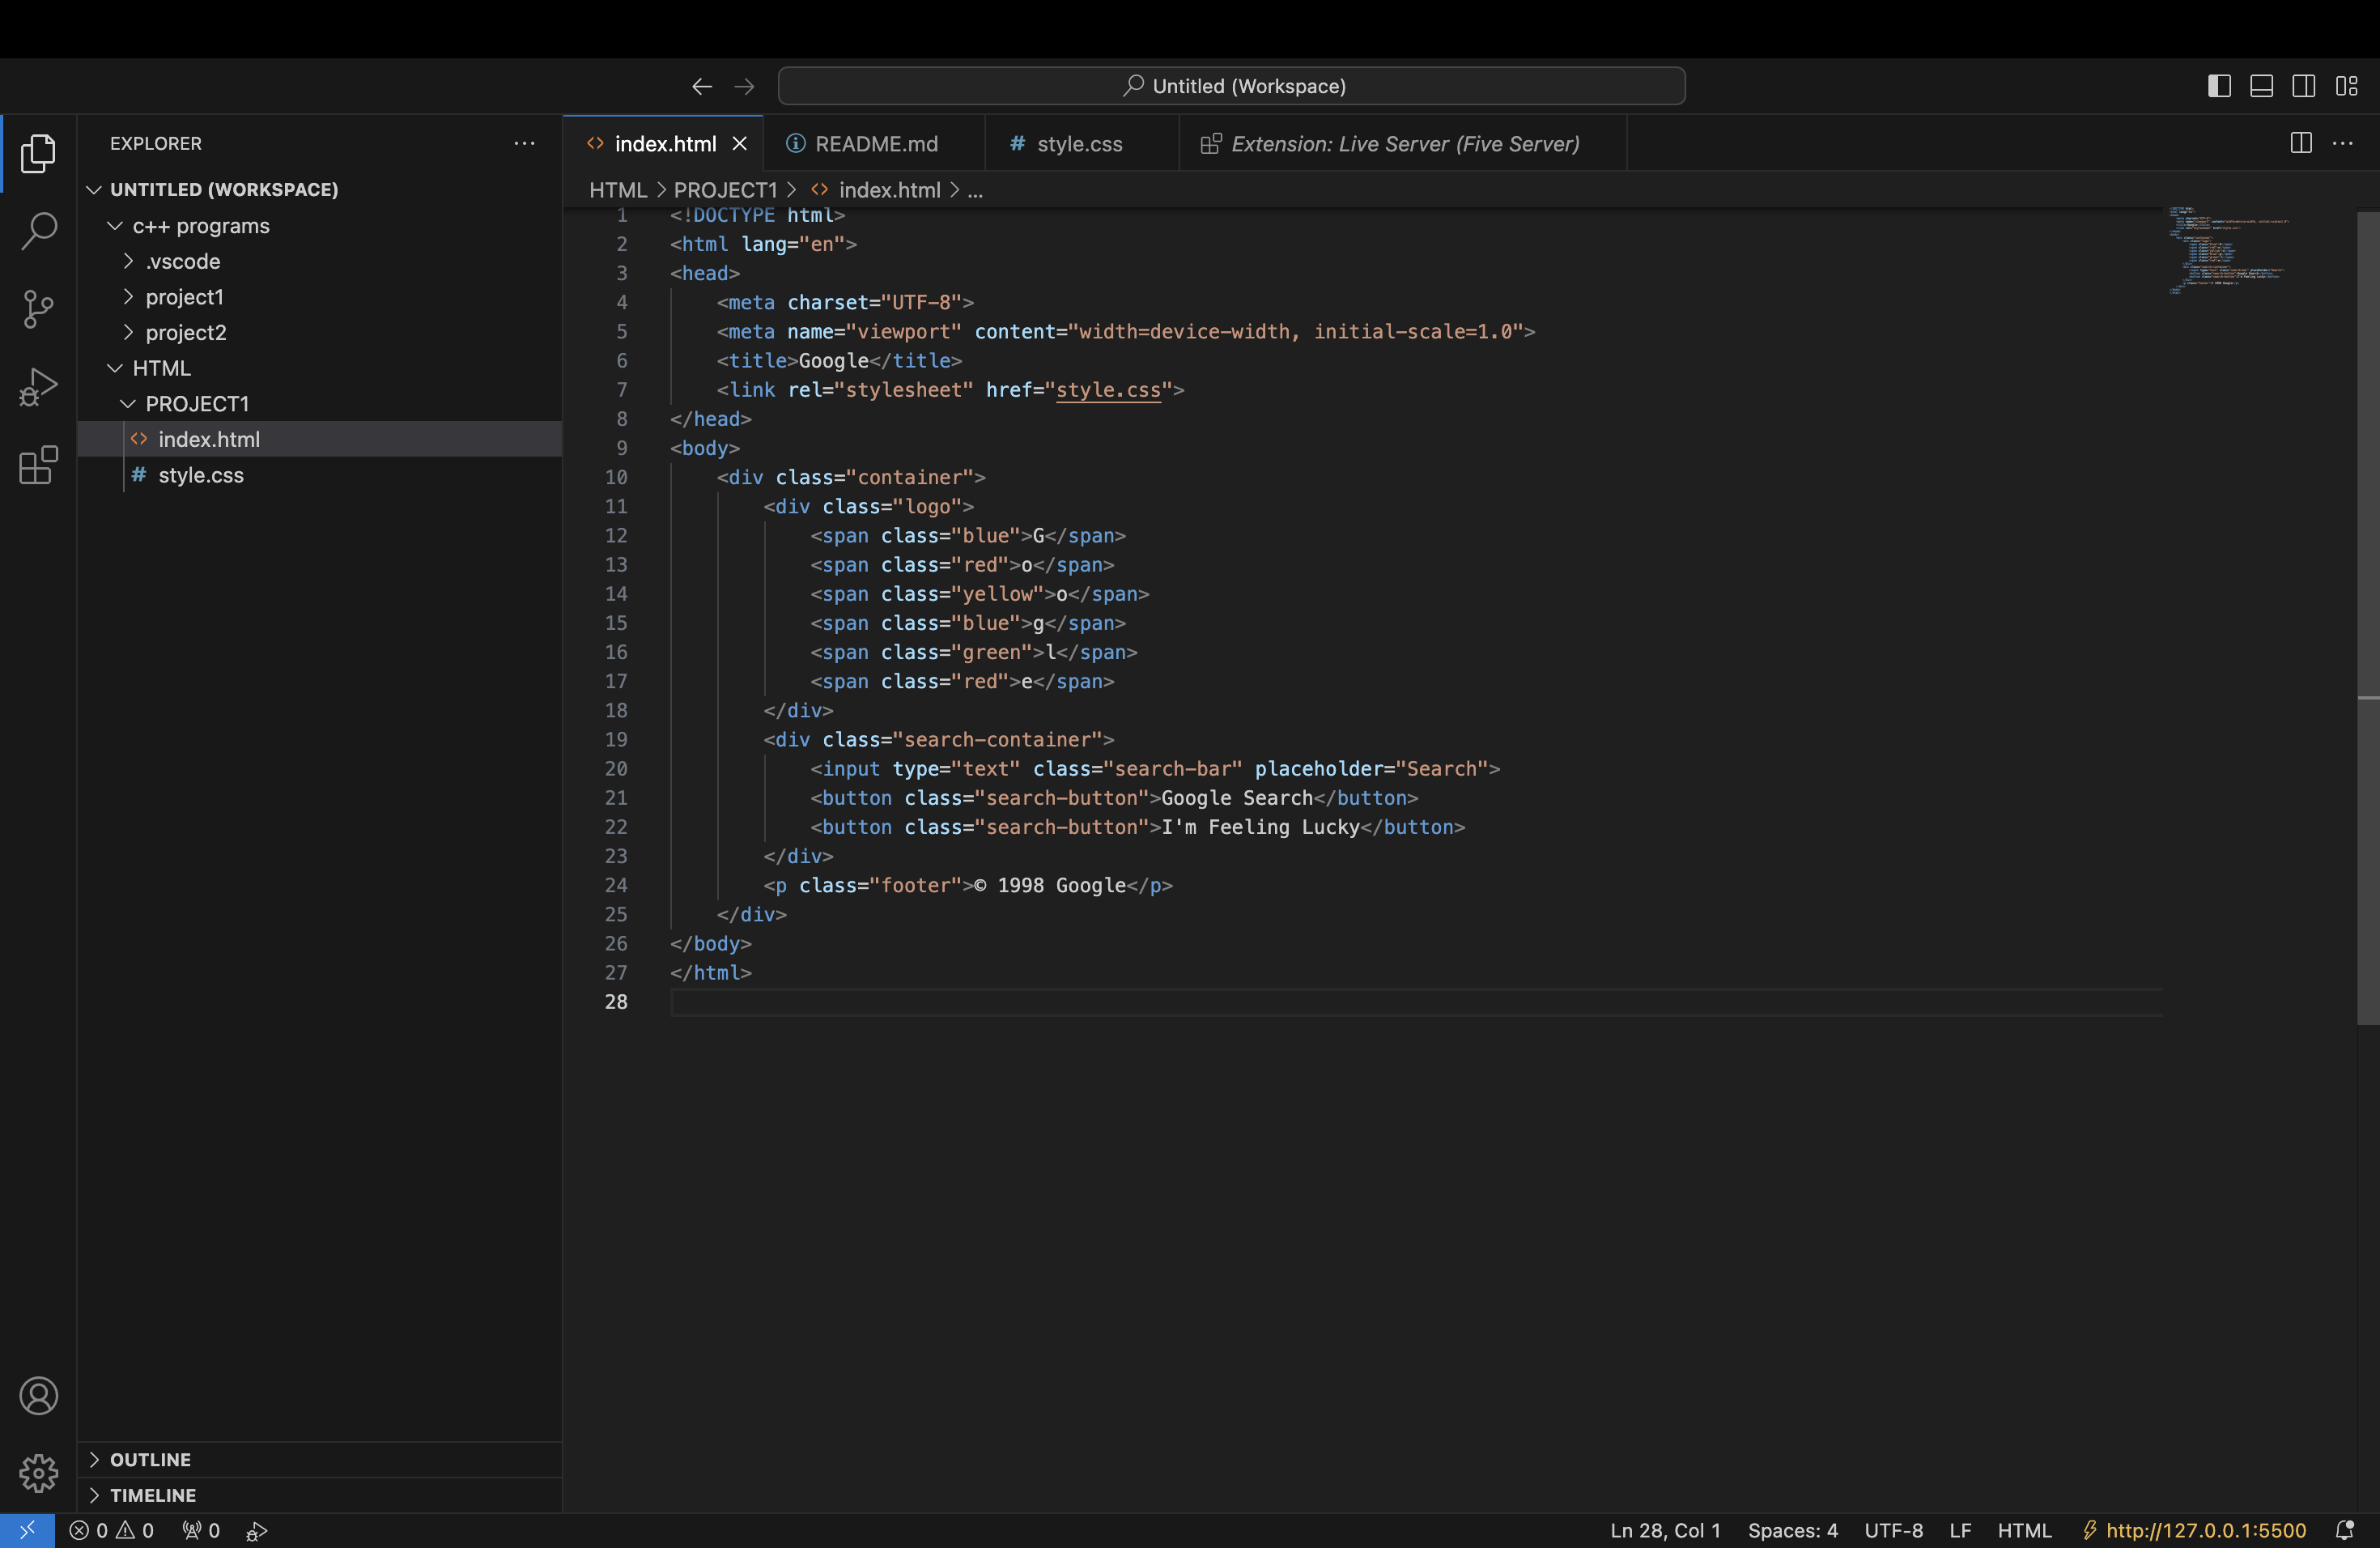 Untitled (Workspace)
EXPLORER
UNTITLED (WORKSPACE)
c++ programs
.vscode
project1
project2
HTML
PROJECT1
index.html
style.css
OUTLINE
TIMELINE
index.html
README.md
style.css
Extension: Live Server (Five Server)
HTML > PROJECT1 > index.html > ...
1 <!DOCTYPE html>
2 <html lang="en">
3 <head>
4     <meta charset="UTF-8">
5     <meta name="viewport" content="width=device-width, initial-scale=1.0">
6     <title>Google</title>
7     <link rel="stylesheet" href="style.css">
8 </head>
9 <body>
10     <div class="container">
11         <div class="logo">
12             <span class="blue">G</span>
13             <span class="red">o</span>
14             <span class="yellow">o</span>
15             <span class="blue">g</span>
16             <span class="green">l</span>
17             <span class="red">e</span>
18         </div>
19         <div class="search-container">
20             <input type="text" class="search-bar" placeholder="Search">
21             <button class="search-button">Google Search</button>
22             <button class="search-button">I'm Feeling Lucky</button>
23         </div>
24         <p class="footer">© 1998 Google</p>
25     </div>
26 </body>
27 </html>
28
0 0 0
Ln 28, Col 1 Spaces: 4 UTF-8 LF HTML http://127.0.0.1:5500